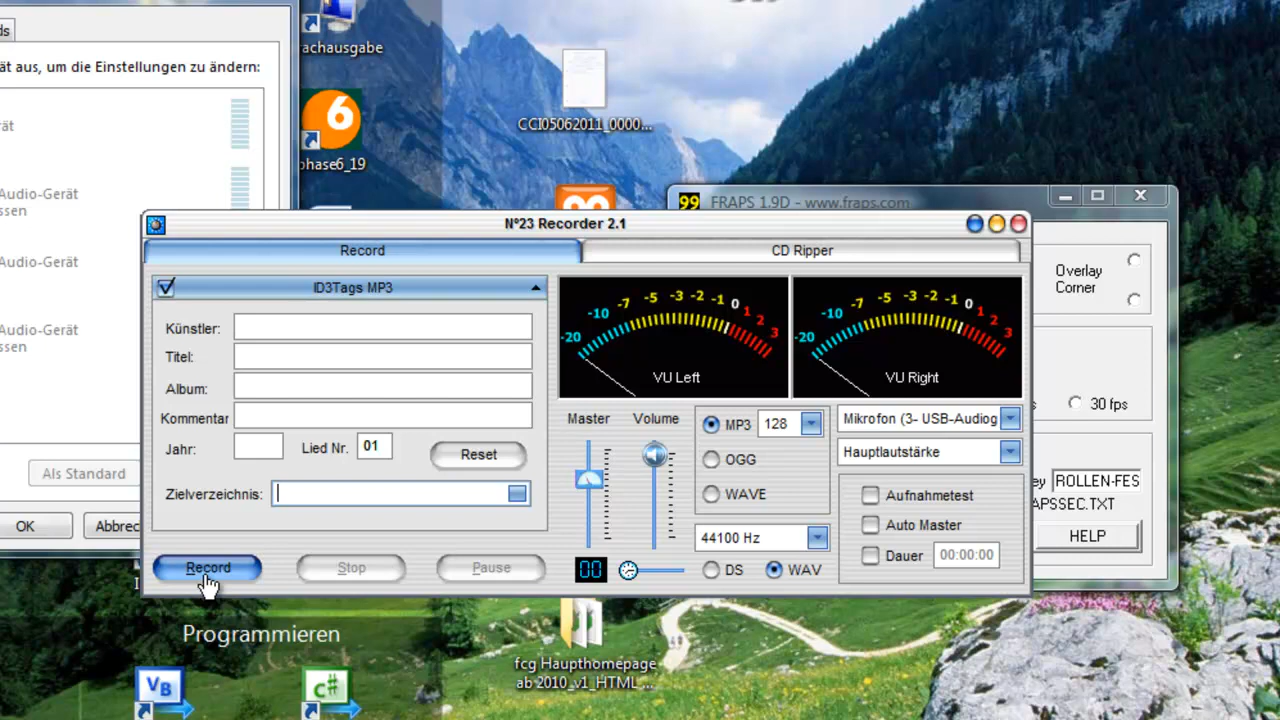 ds
ät aus, um die Einstellungen zu ändern:
ät
Audio-Gerät
ssen
Audio-Gerät
Audio-Gerät
ssen
Als Standard
OK
Abbrec
achausgabe
6
phase6_19
CCI05062011_0000...
99 FRAPS 1.9D - www.fraps.com
Overlay
Corner
s
30 fps
ey
ROLLEN-FES
APSSEC.TXT
HELP
N°23 Recorder 2.1
Record
CD Ripper
ID3Tags MP3
Künstler:
Titel:
Album:
Kommentar
Jahr:
Lied Nr. 01
Reset
Zielverzeichnis:
Record
Stop
Pause
-20 -10 -7 -5 -3 -2 -1 0 1 2 3
VU Left
-20 -10 -7 -5 -3 -2 -1 0 1 2 3
VU Right
Master
Volume
MP3 128
OGG
WAVE
44100 Hz
00
DS
WAV
Mikrofon (3- USB-Audiog
Hauptlautstärke
Aufnahmetest
Auto Master
Dauer 00:00:00
Programmieren
VB
C#
fcg Haupthomepage
ab 2010_v1_HTML ...